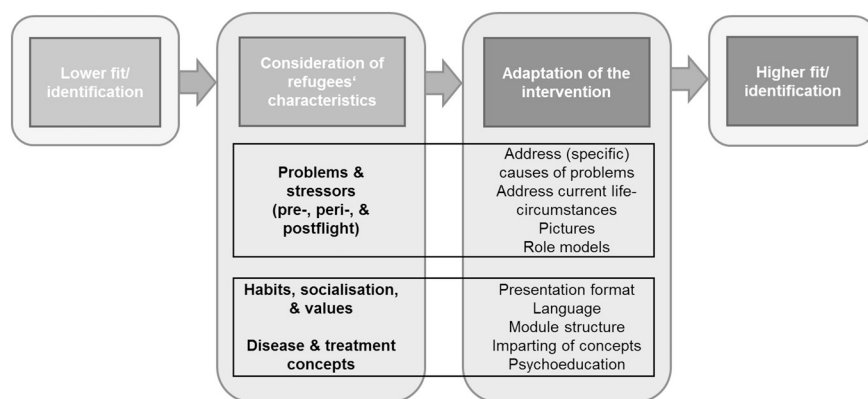 Lower fit/
identification
Consideration of
refugees‘
characteristics
Adaptation of the
intervention
Higher fit/
identification
Problems &
stressors
(pre-, peri-, &
postflight)
Address (specific)
causes of problems
Address current life-
circumstances
Pictures
Role models
Habits, socialisation,
& values
Disease & treatment
concepts
Presentation format
Language
Module structure
Imparting of concepts
Psychoeducation